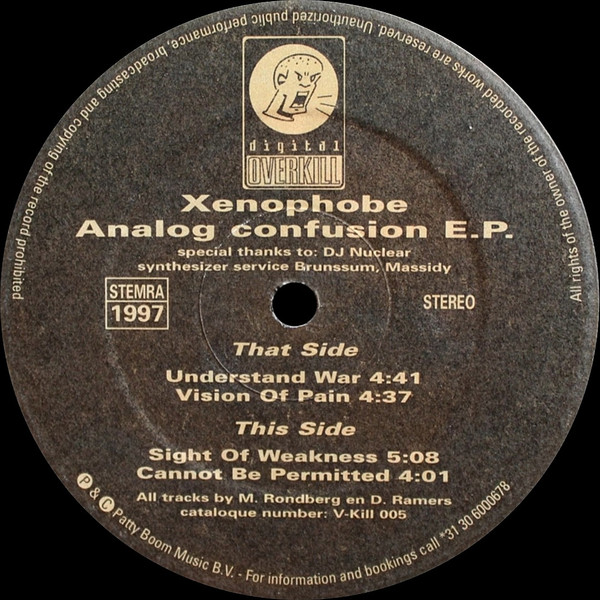 All rights of the owner of the recorded works are reserved. Unauthorized public performance, broadcasting and copying of the record prohibited
digital
OVERKILL
Xenophobe
Analog confusion E.P.
special thanks to: DJ Nuclear
synthesizer service Brunssum, Massidy
STEMRA
1997
STEREO
That Side
Understand War 4:41
Vision Of Pain 4:37
This Side
Sight Of Weakness 5:08
Cannot Be Permitted 4:01
All tracks by M. Rondberg en D. Ramers
catalogue number: V-Kill 005
P & C Patty Boom Music B.V. - For information and bookings call *31 30 6000678